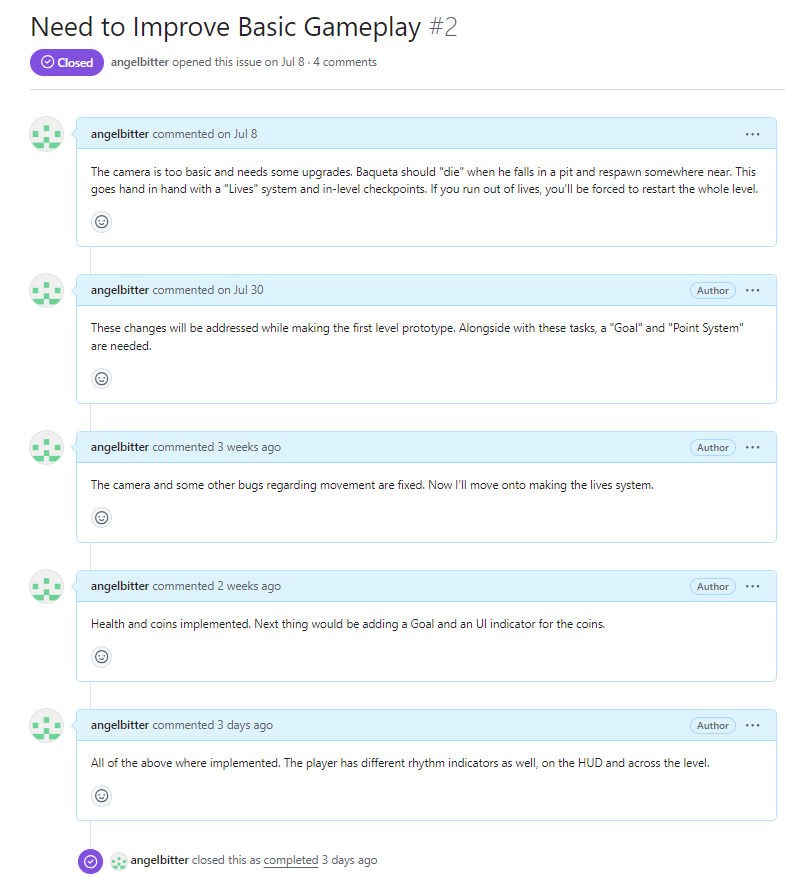 Need to Improve Basic Gameplay #2
Closed angelbitter opened this issue on Jul 8 · 4 comments
angelbitter commented on Jul 8
The camera is too basic and needs some upgrades. Baqueta should "die" when he falls in a pit and respawn somewhere near. This
goes hand in hand with a "Lives" system and in-level checkpoints. If you run out of lives, you'll be forced to restart the whole level.
angelbitter commented on Jul 30 Author
These changes will be addressed while making the first level prototype. Alongside with these tasks, a "Goal" and "Point System"
are needed.
angelbitter commented 3 weeks ago Author
The camera and some other bugs regarding movement are fixed. Now I'll move onto making the lives system.
angelbitter commented 2 weeks ago Author
Health and coins implemented. Next thing would be adding a Goal and an UI indicator for the coins.
angelbitter commented 3 days ago Author
All of the above where implemented. The player has different rhythm indicators as well, on the HUD and across the level.
angelbitter closed this as completed 3 days ago